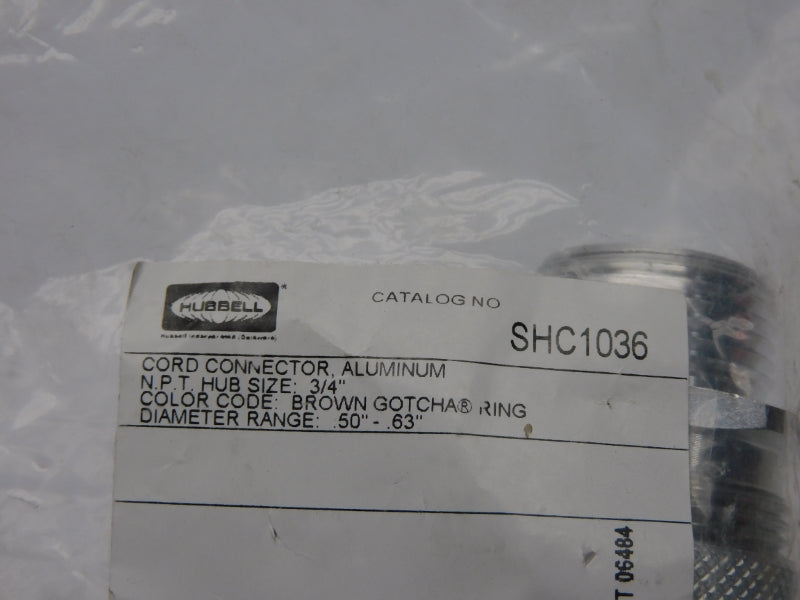 HUBBELL
CATALOG NO
SHC1036
CORD CONNECTOR, ALUMINUM
N.P.T. HUB SIZE: 3/4"
COLOR CODE: BROWN GOTCHA® RING
DIAMETER RANGE: .50" - .63"
T 06484